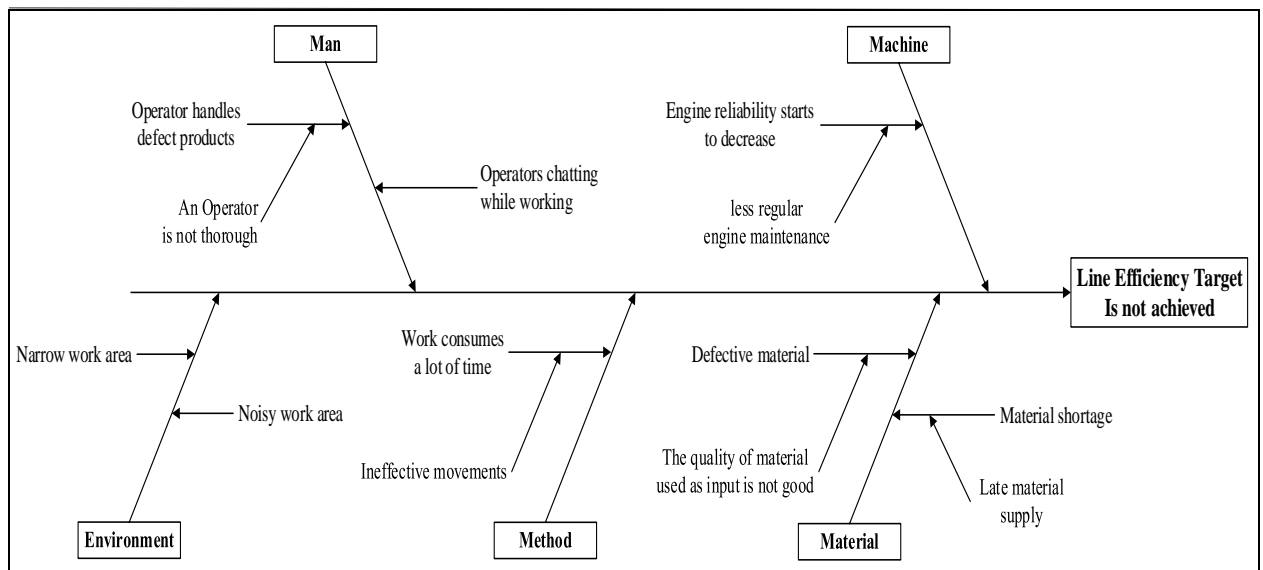 Man
Machine
Operator handles
defect products
Engine reliability starts
to decrease
Operators chatting
while working
An Operator
is not thorough
less regular
engine maintenance
Line Efficiency Target
Is not achieved
Narrow work area
Work consumes
a lot of time
Defective material
Noisy work area
Material shortage
Ineffective movements
The quality of material
used as input is not good
Late material
supply
Environment
Method
Material